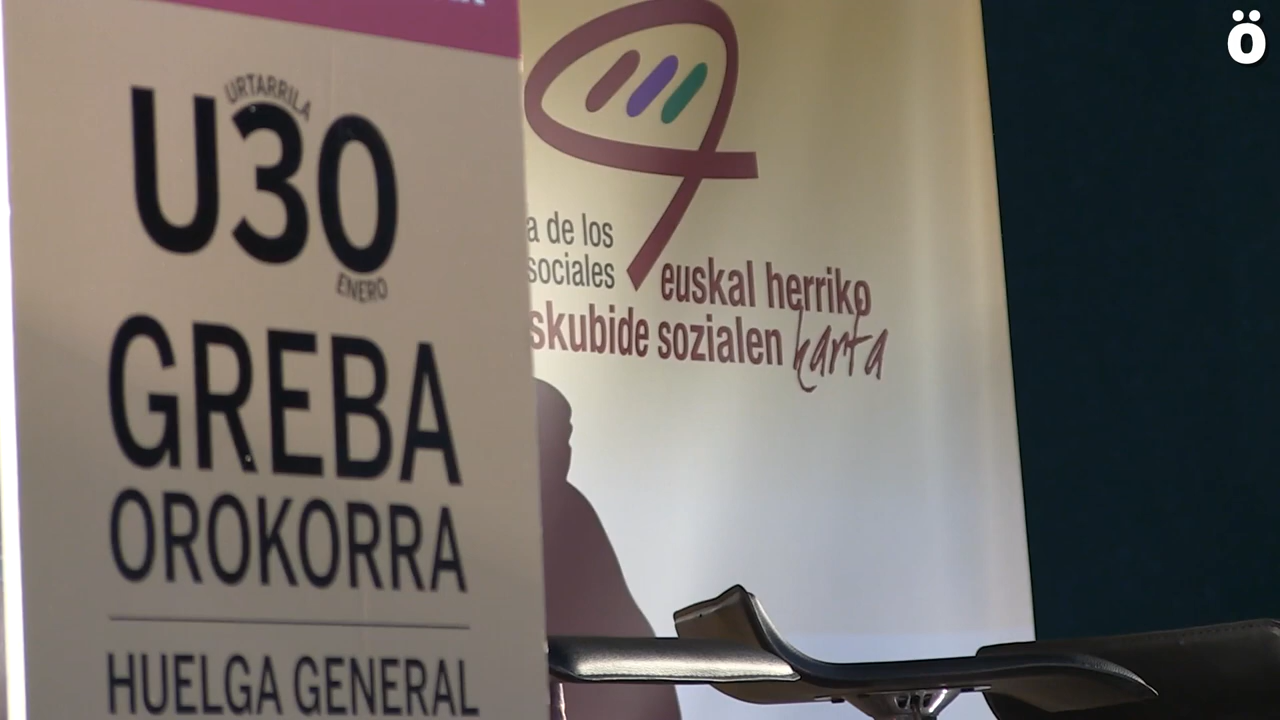 URTARRILA
U30
ENERO
GREBA
OROKORRA
HUELGA GENERAL
a de los
sociales
euskal herriko
skubide sozialen karta
ö